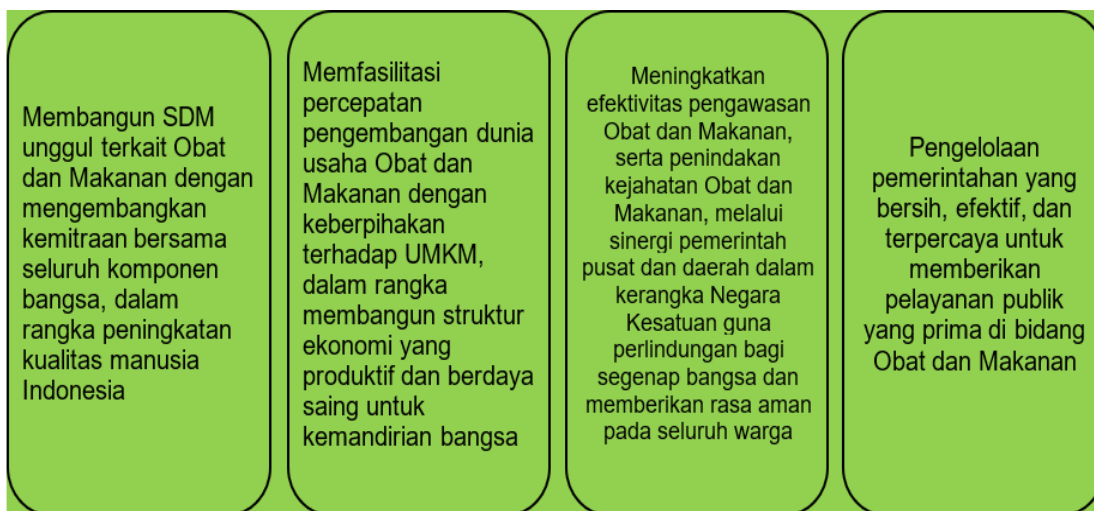 Membangun SDM
unggul terkait Obat
dan Makanan dengan
mengembangkan
kemitraan bersama
seluruh komponen
bangsa, dalam
rangka peningkatan
kualitas manusia
Indonesia
Memfasilitasi
percepatan
pengembangan dunia
usaha Obat dan
Makanan dengan
keberpihakan
terhadap UMKM,
dalam rangka
membangun struktur
ekonomi yang
produktif dan berdaya
saing untuk
kemandirian bangsa
Meningkatkan
efektivitas pengawasan
Obat dan Makanan,
serta penindakan
kejahatan Obat dan
Makanan, melalui
sinergi pemerintah
pusat dan daerah dalam
kerangka Negara
Kesatuan guna
perlindungan bagi
segenap bangsa dan
memberikan rasa aman
pada seluruh warga
Pengelolaan
pemerintahan yang
bersih, efektif, dan
terpercaya untuk
memberikan
pelayanan publik
yang prima di bidang
Obat dan Makanan